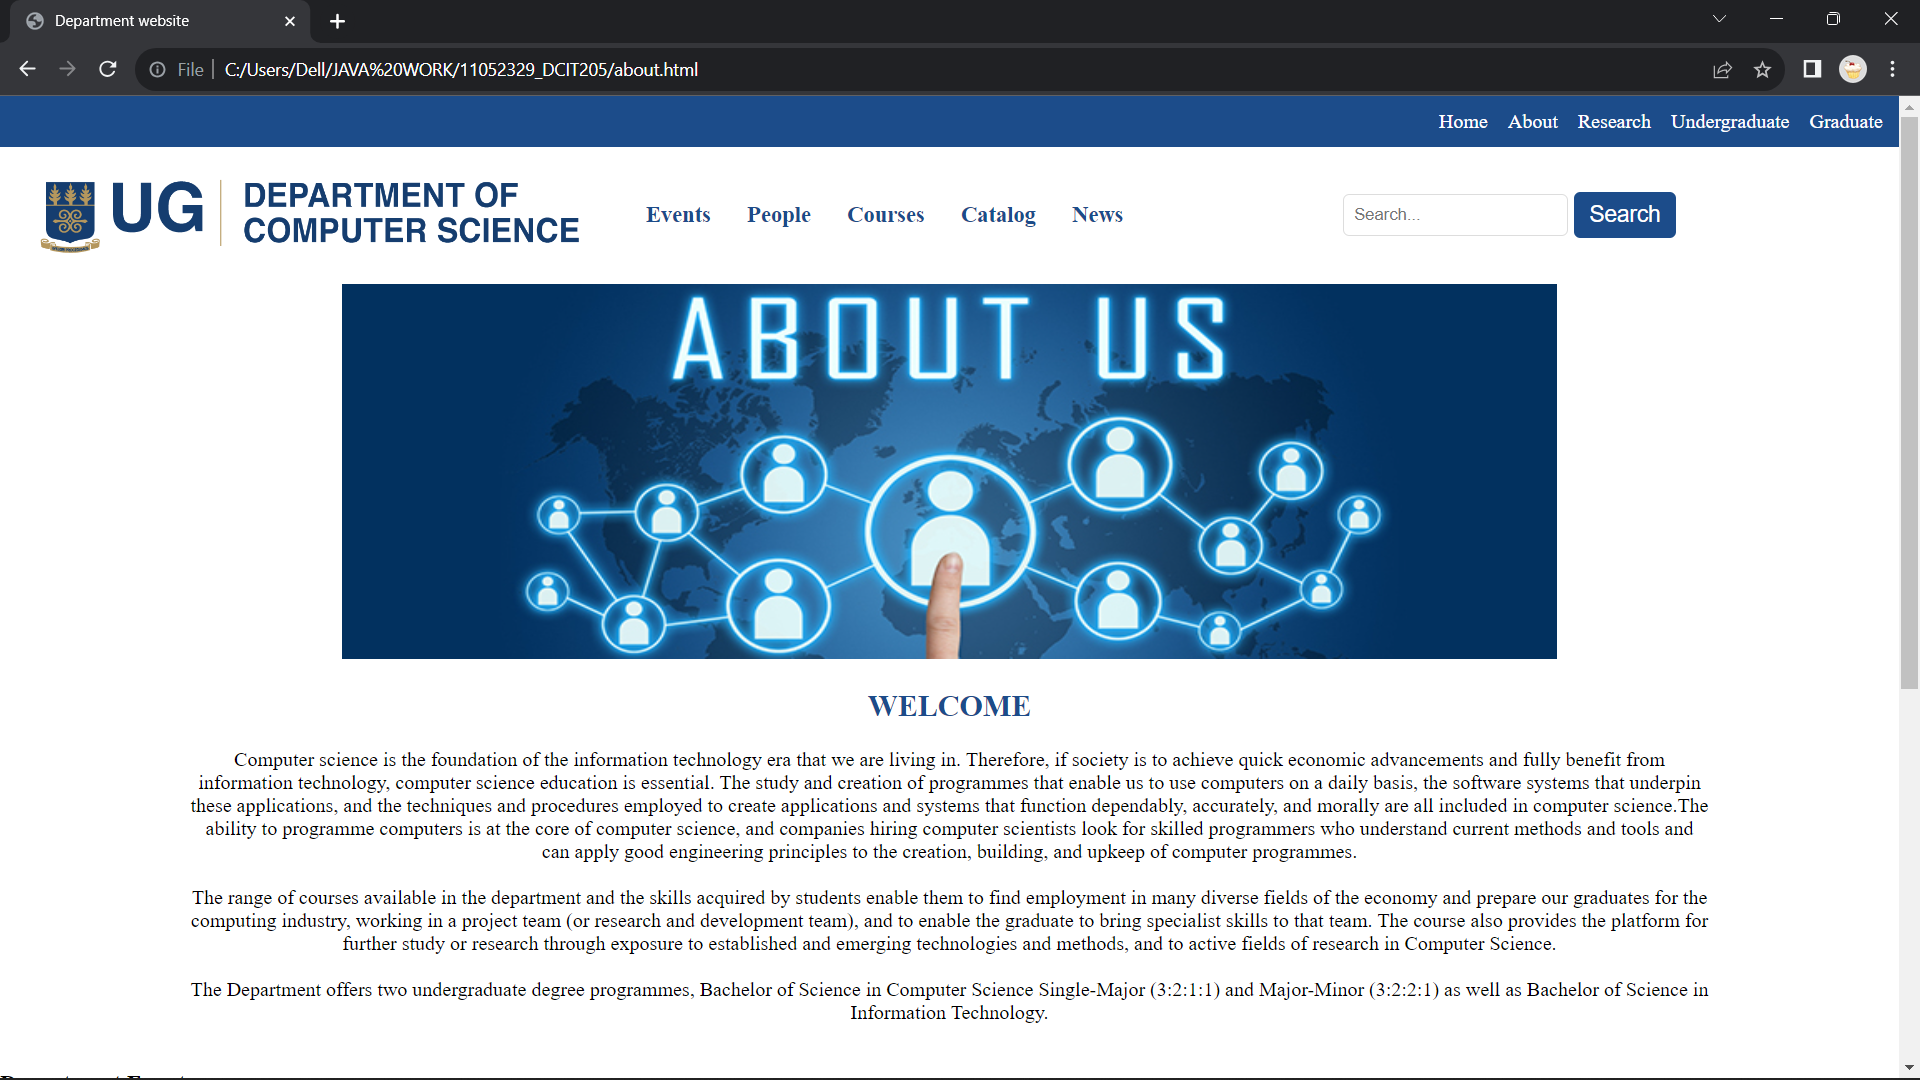 Department website
File
C:/Users/Dell/JAVA%20WORK/11052329_DCIT205/about.html
Home About Research Undergraduate Graduate
UG DEPARTMENT OF
COMPUTER SCIENCE
Events People Courses Catalog News
Search...
Search
ABOUT US
WELCOME
Computer science is the foundation of the information technology era that we are living in. Therefore, if society is to achieve quick economic advancements and fully benefit from
information technology, computer science education is essential. The study and creation of programmes that enable us to use computers on a daily basis, the software systems that underpin
these applications, and the techniques and procedures employed to create applications and systems that function dependably, accurately, and morally are all included in computer science.The
ability to programme computers is at the core of computer science, and companies hiring computer scientists look for skilled programmers who understand current methods and tools and
can apply good engineering principles to the creation, building, and upkeep of computer programmes.
The range of courses available in the department and the skills acquired by students enable them to find employment in many diverse fields of the economy and prepare our graduates for the
computing industry, working in a project team (or research and development team), and to enable the graduate to bring specialist skills to that team. The course also provides the platform for
further study or research through exposure to established and emerging technologies and methods, and to active fields of research in Computer Science.
The Department offers two undergraduate degree programmes, Bachelor of Science in Computer Science Single-Major (3:2:1:1) and Major-Minor (3:2:2:1) as well as Bachelor of Science in
Information Technology.